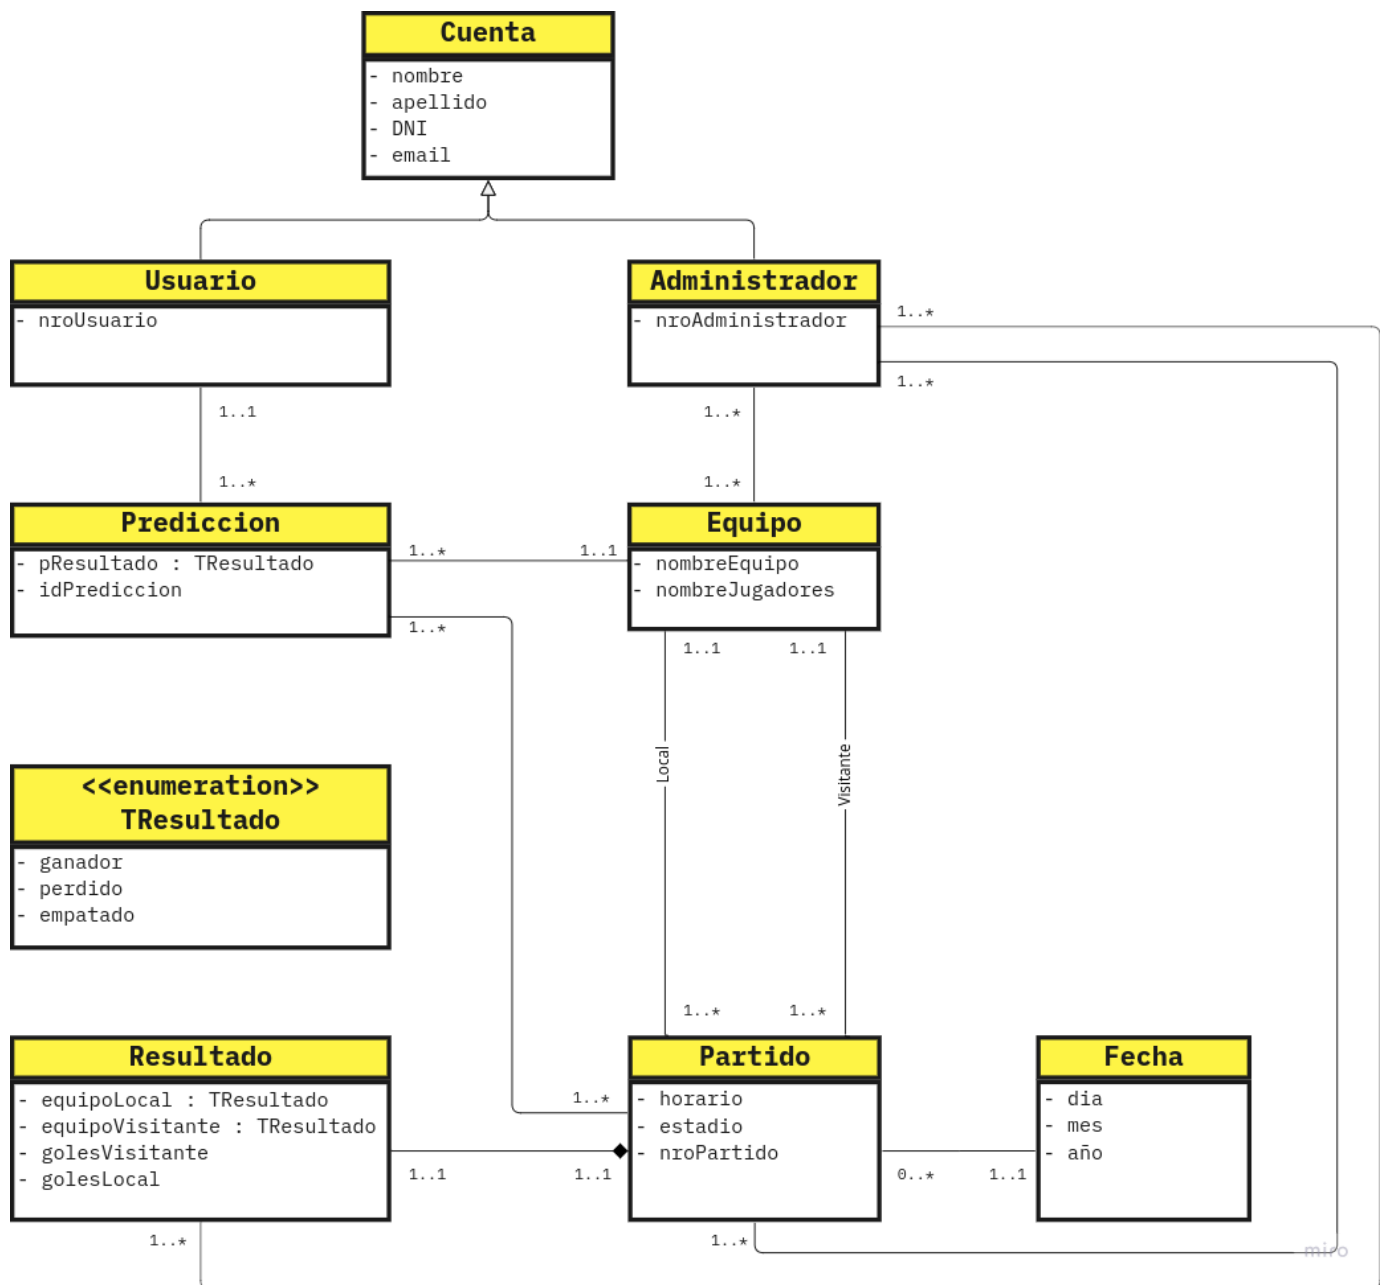 Cuenta
- nombre
- apellido
- DNI
- email
Usuario
- nroUsuario
Administrador
- nroAdministrador
1..*
1..*
1..1
1..*
1..*
1..*
Prediccion
- pResultado : TResultado
- idPrediccion
1..*
1..1
1..*
Equipo
- nombreEquipo
- nombreJugadores
1..1
1..1
Local
Visitante
<<enumeration>>
TResultado
- ganador
- perdido
- empatado
1..*
1..*
Resultado
- equipoLocal : TResultado
- equipoVisitante : TResultado
- golesVisitante
- golesLocal
1..*
1..1
1..1
Partido
- horario
- estadio
- nroPartido
0..*
1..1
Fecha
- dia
- mes
- año
1..*
1..*
miro